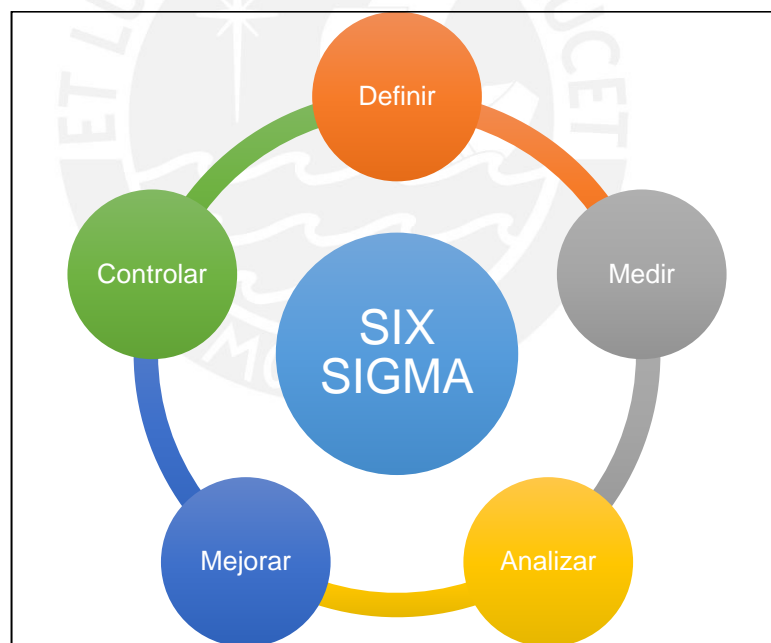 Definir
Controlar
Medir
SIX
SIGMA
Mejorar
Analizar